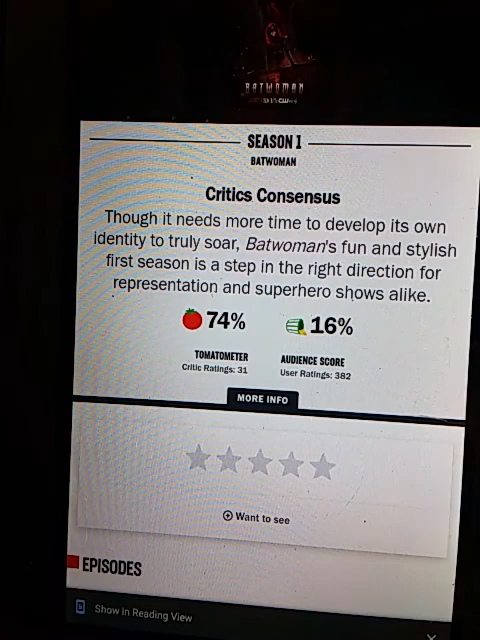 BATWOMAN
SEASON 1
BATWOMAN
Critics Consensus
Though it needs more time to develop its own
identity to truly soar, Batwoman's fun and stylish
first season is a step in the right direction for
representation and superhero shows alike.
74%
16%
TOMATOMETER
AUDIENCE SCORE
Critic Ratings: 31
User Ratings: 382
MORE INFO
Want to see
EPISODES
Show in Reading View